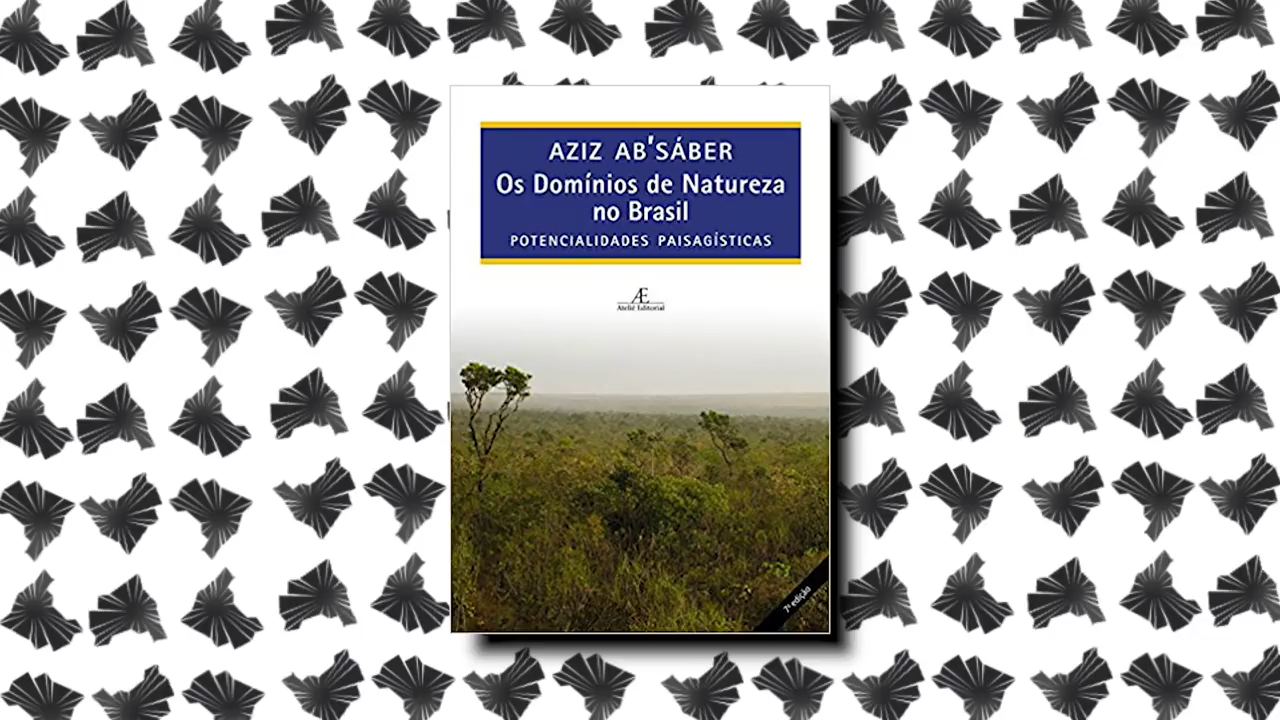 AZIZ AB'SÁBER
Os Domínios de Natureza
no Brasil
POTENCIALIDADES PAISAGÍSTICAS
Æ
Ateliê Editorial
7ª edição